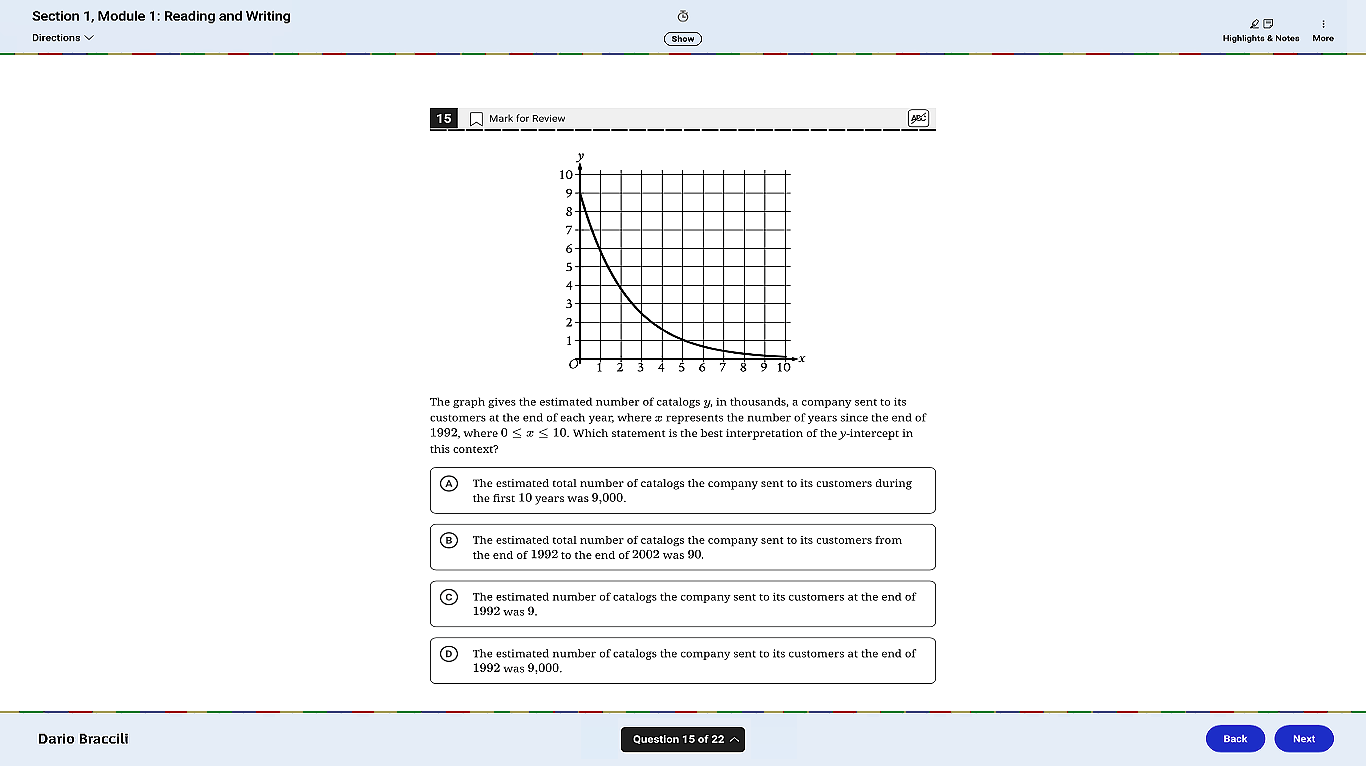 Section 1, Module 1: Reading and Writing
Directions
Show
Highlights & Notes
More
15
Mark for Review
ABC
y
10
9
8
7
6
5
4
3
2
1
O
1 2 3 4 5 6 7 8 9 10
x
The graph gives the estimated number of catalogs y, in thousands, a company sent to its
customers at the end of each year, where x represents the number of years since the end of
1992, where 0 ≤ x ≤ 10. Which statement is the best interpretation of the y-intercept in
this context?
A The estimated total number of catalogs the company sent to its customers during
the first 10 years was 9,000.
B The estimated total number of catalogs the company sent to its customers from
the end of 1992 to the end of 2002 was 90.
C The estimated number of catalogs the company sent to its customers at the end of
1992 was 9.
D The estimated number of catalogs the company sent to its customers at the end of
1992 was 9,000.
Dario Braccili
Question 15 of 22
Back
Next